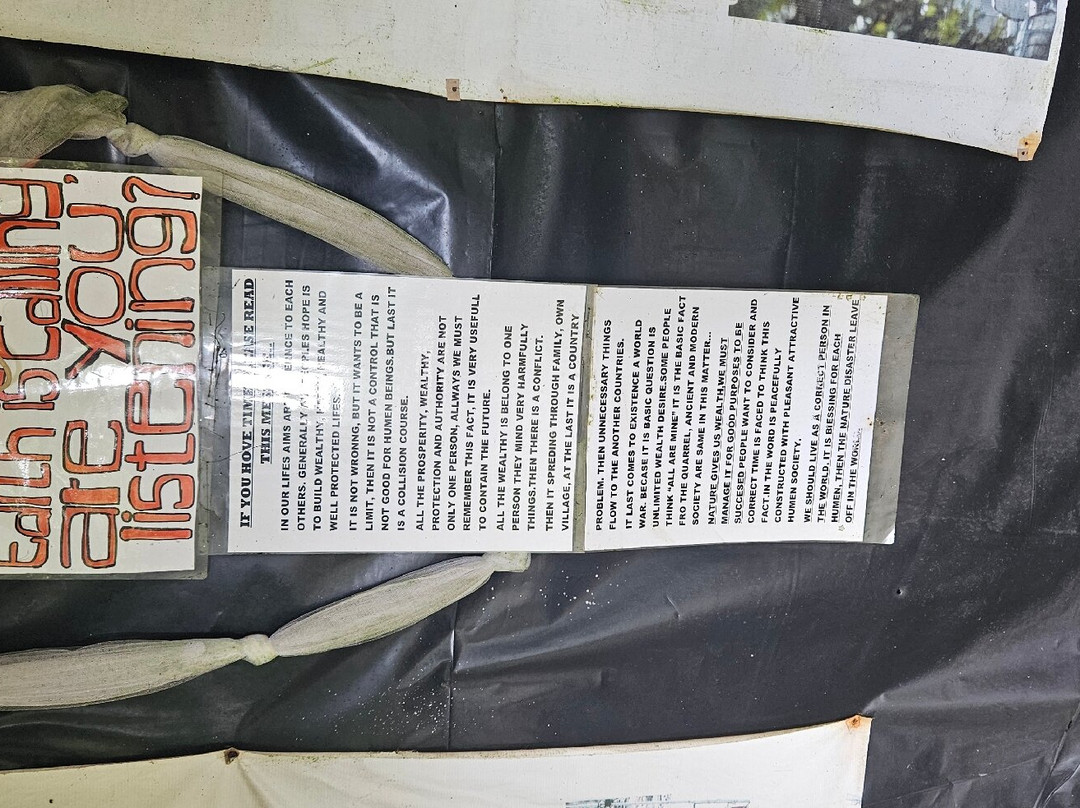 is calling,
are you
listening?
IF YOU HOVE TIME PLEASE READ
THIS
IN OUR LIFES AIMS ARE TO EACH
OTHERS. GENERALLY HOPE IS
TO BUILD WEALTHY, HEALTHY AND
WELL PROTECTED LIFES.
IT IS NOT WRONG, BUT IT WANTS TO BE A
LIMIT, THEN IT IS NOT A CONTROL THAT IS
NOT GOOD FOR HUMEN BEINGS.BUT LAST IT
IS A COLLISION COURSE.
ALL THE PROSPERITY, WEALTHY,
PROTECTION AND AUTHORITY ARE NOT
ONLY ONE PERSON, ALLWAYS WE MUST
REMEMBER THIS FACT, IT IS VERY USEFULL
TO CONTAIN THE FUTURE.
ALL THE WEALTHY IS BELONG TO ONE
PERSON THEY MIND VERY HARMFULLY
THINGS.THEN THERE IS A CONFLICT.
THEN IT SPREDING THROUGH FAMILY, OWN
VILLAGE, AT THE LAST IT IS A COUNTRY
PROBLEM. THEN UNNECESSARY THINGS
FLOW TO THE ANOTHER COUNTRIES.
IT LAST COMES TO EXISTENCE A WORLD
WAR. BECASE IT IS BASIC QUESTION IS
UNLIMITED WEALTH DESIRE.SOME PEOPLE
THINK "ALL ARE MINE" IT IS THE BASIC FACT
FRO THE QUARREL, ANCIENT AND MODERN
SOCIETY ARE SAME IN THIS MATTER...
NATURE GIVES US WEALTH.WE MUST
MANAGE IT FOR GOOD PURPOSES TO BE
SUCCESED PEOPLE WANT TO CONSIDER AND
CORRECT TIME IS FACED TO THINK THIS
FACT.IN THE WORD IS PEACEFULLY
CONSTRUCTED WITH PLEASANT ATTRACTIVE
HUMEN SOCIETY.
WE SHOULD LIVE AS A CORRECT PERSON IN
THE WORLD, IT IS BLESSING FOR EACH
HUMEN, THEN THE NATURE DISASTER LEAVE
OFF IN THE WORLD.